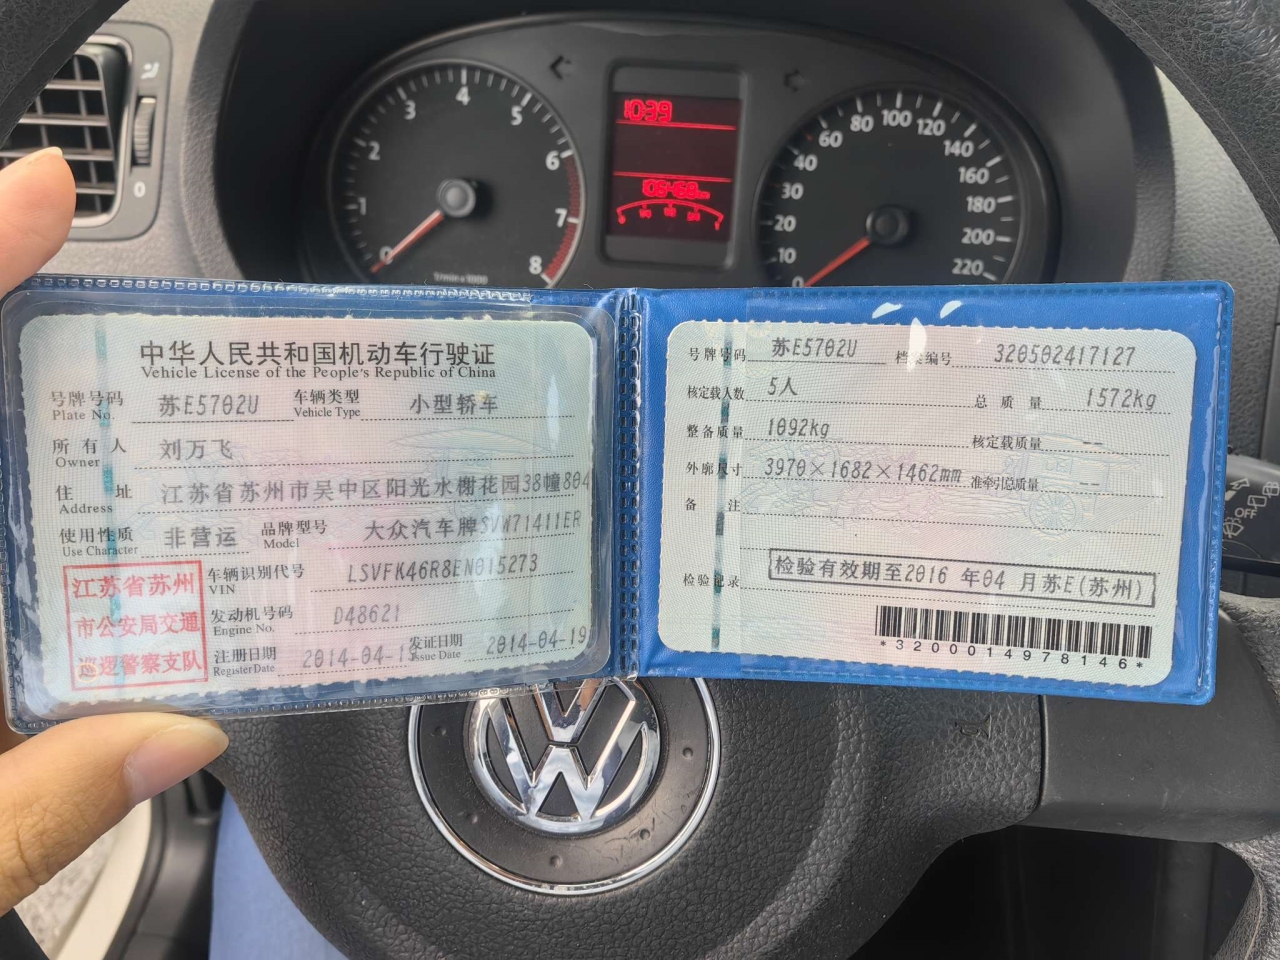 3
4
5
2
6
1
7
0
8
1/min x 1000
10:39
60
80
100
120
40
140
30
160
20
180
10
200
0
220
0
中华人民共和国机动车行驶证
Vehicle License of the People's Republic of China
号牌号码 苏E5702U 车辆类型 小型轿车
Plate No. Vehicle Type
所有人 刘万飞
Owner
住址 江苏省苏州市吴中区阳光水榭花园38幢804
Address
使用性质 非营运 品牌型号 大众汽车牌SVW71411ER
Use Character Model
江苏省苏州
市公安局交通
巡逻警察支队
车辆识别代号 LSVFK46R8EN015273
VIN
发动机号码 D48621
Engine No.
注册日期 2014-04-1 发证日期 2014-04-19
Register Date Issue Date
号牌号码 苏E5702U 档案编号 320502417127
核定载人数 5人 总质量 1572kg
整备质量 1092kg 核定载质量 --
外廓尺寸 3970×1682×1462mm 准牵引总质量 --
备注
检验记录 检验有效期至2016 年04 月苏E(苏州)
*3200014978146*